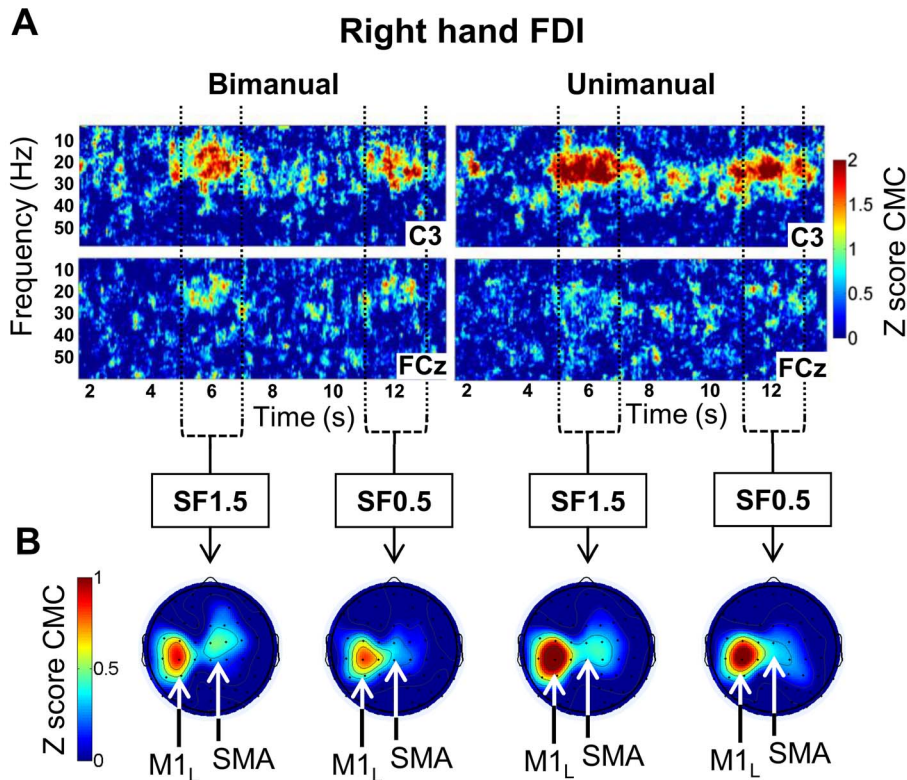 A
Right hand FDI
Bimanual Unimanual
Frequency (Hz)
10
20
30
40
50
C3 C3
10
20
30
40
50
FCz FCz
2 4 6 8 10 12 2 4 6 8 10 12
Time (s) Time (s)
2
1.5
1
0.5
0
Z score CMC
SF1.5 SF0.5 SF1.5 SF0.5
B
Z score CMC
1
0.5
0
M1L SMA M1L SMA M1L SMA M1L SMA